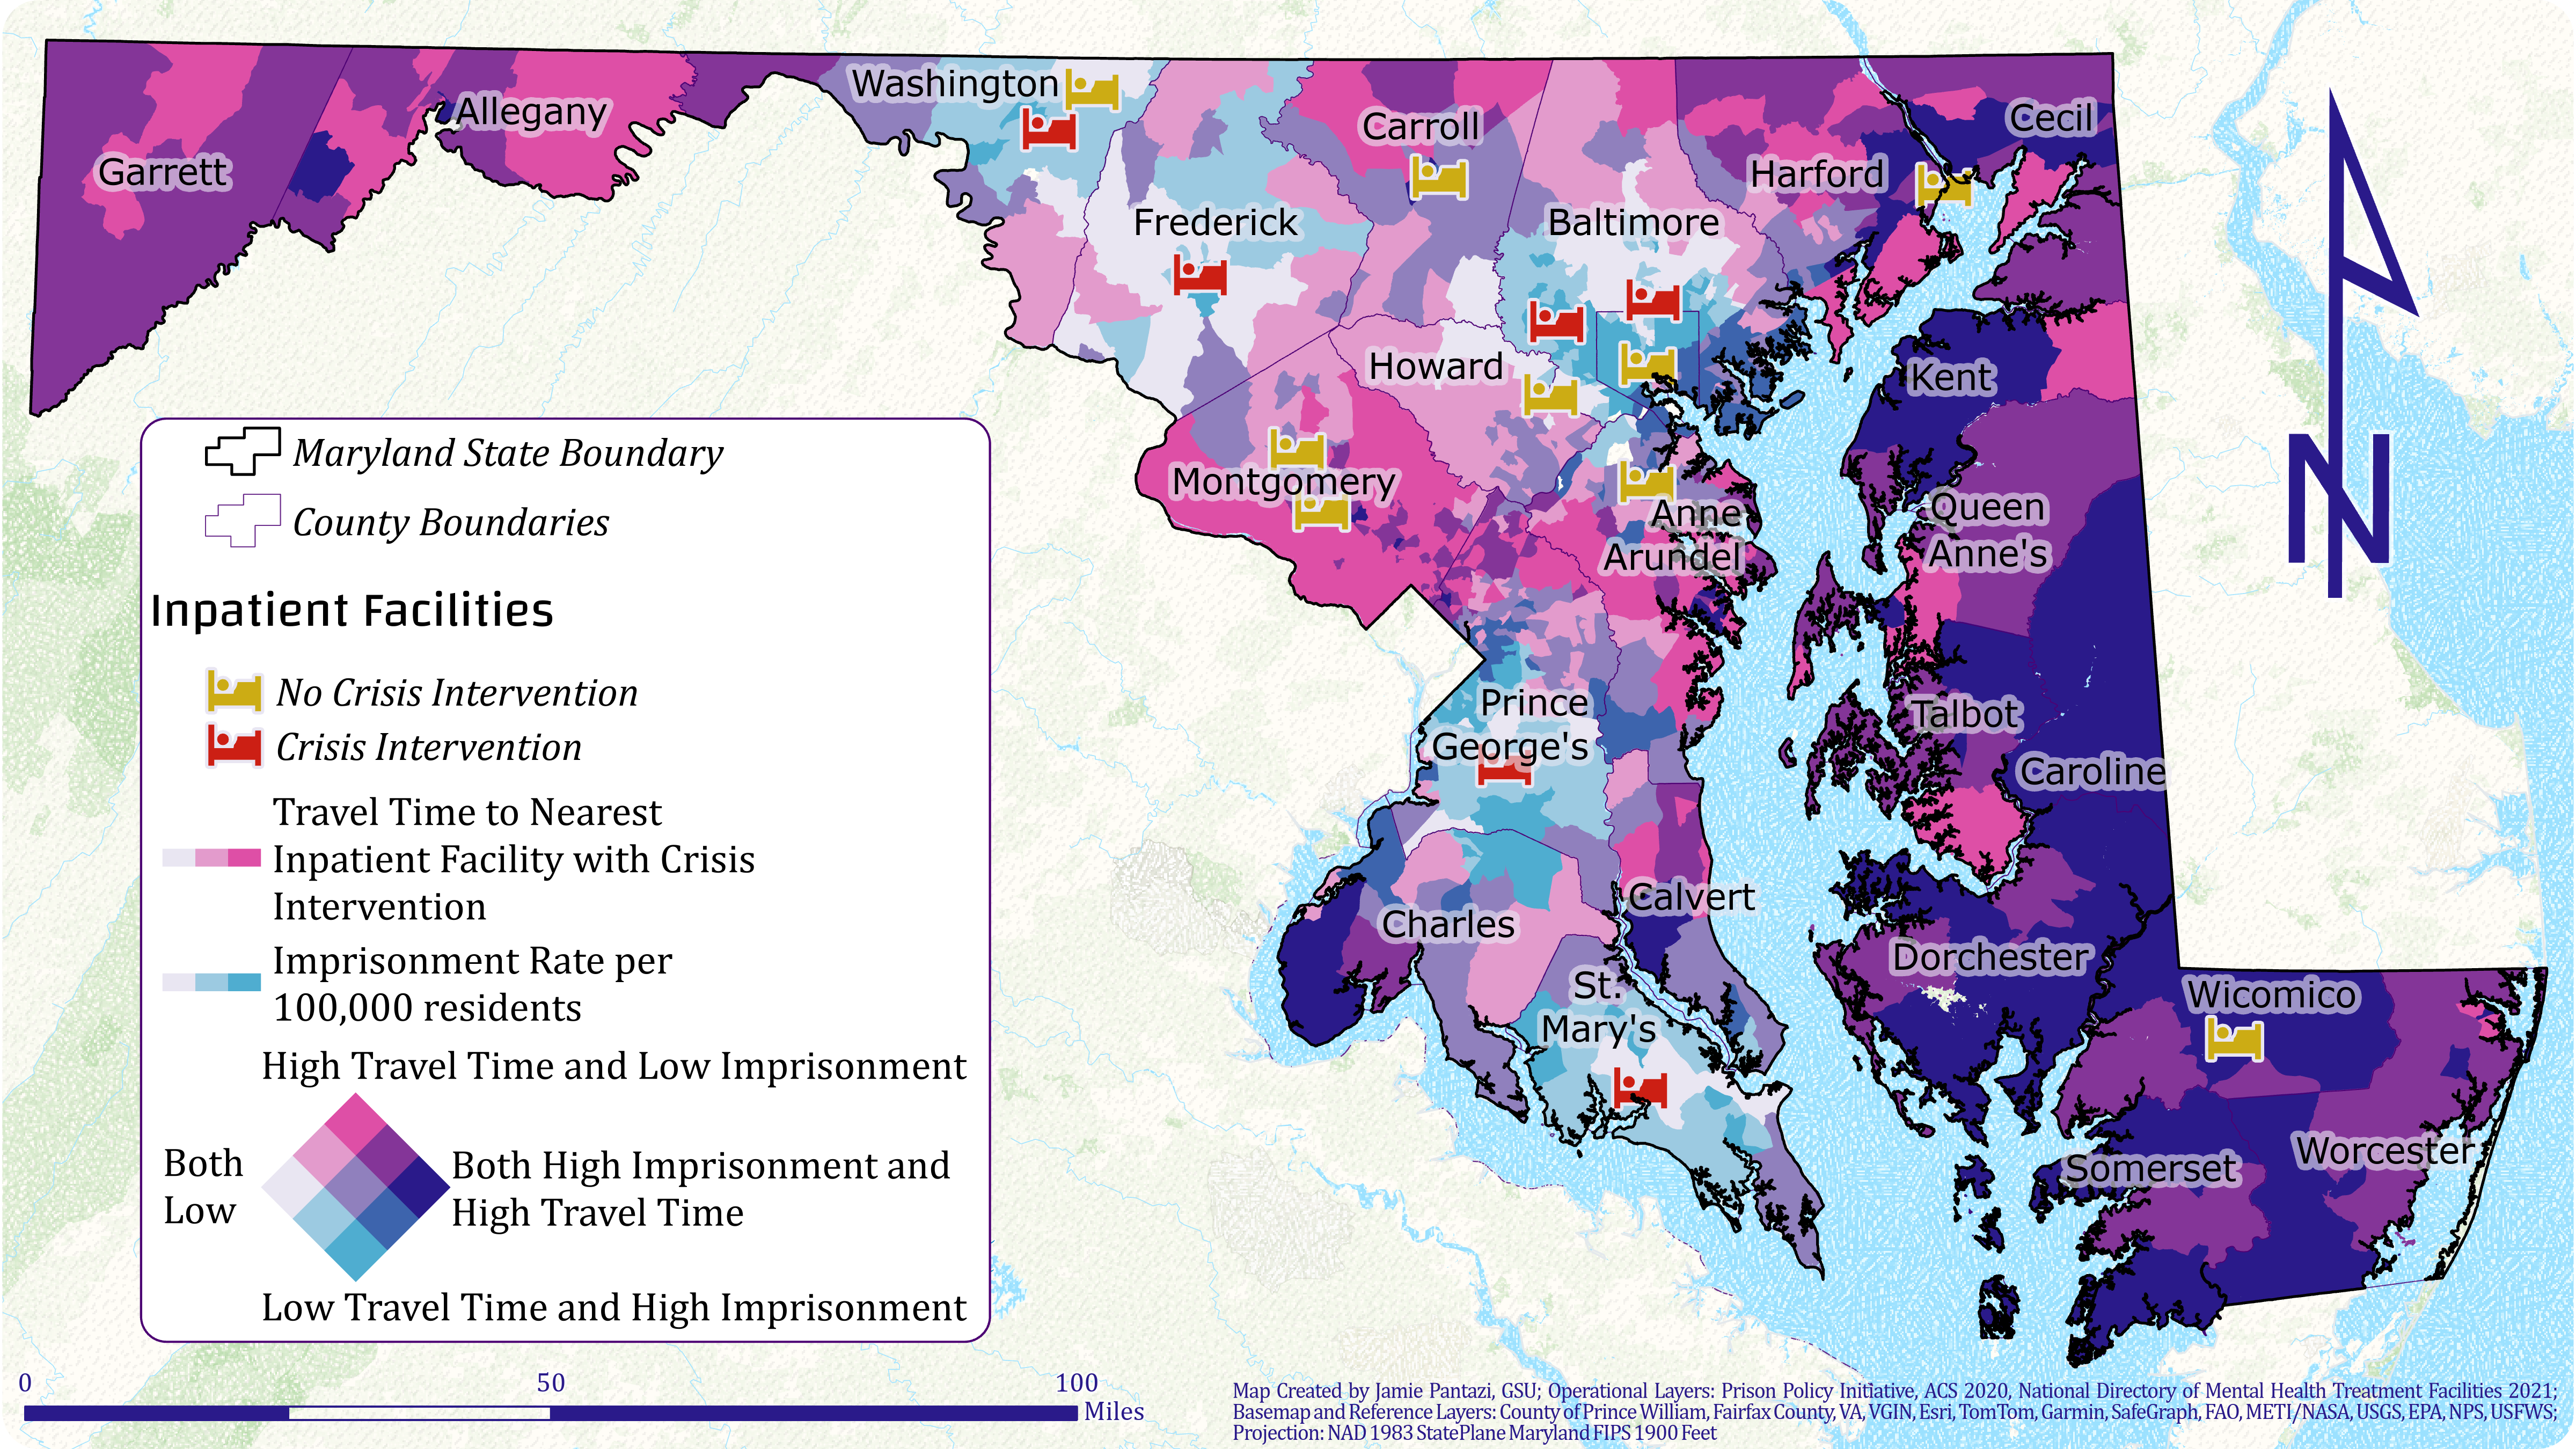 Washington
Allegany
Garrett
Carroll
Cecil
Harford
Frederick
Baltimore
Howard
Kent
Montgomery
Anne
Arundel
Queen
Anne's
Prince
George's
Talbot
Caroline
Calvert
Charles
St.
Mary's
Dorchester
Wicomico
Somerset
Worcester
N
Maryland State Boundary
County Boundaries
Inpatient Facilities
No Crisis Intervention
Crisis Intervention
Travel Time to Nearest
Inpatient Facility with Crisis
Intervention
Imprisonment Rate per
100,000 residents
High Travel Time and Low Imprisonment
Both
Low
Both High Imprisonment and
High Travel Time
Low Travel Time and High Imprisonment
0 50 100
Miles
Map Created by Jamie Pantazi, GSU; Operational Layers: Prison Policy Initiative, ACS 2020, National Directory of Mental Health Treatment Facilities 2021;
Basemap and Reference Layers: County of Prince William, Fairfax County, VA, VGIN, Esri, TomTom, Garmin, SafeGraph, FAO, METI/NASA, USGS, EPA, NPS, USFWS;
Projection: NAD 1983 StatePlane Maryland FIPS 1900 Feet